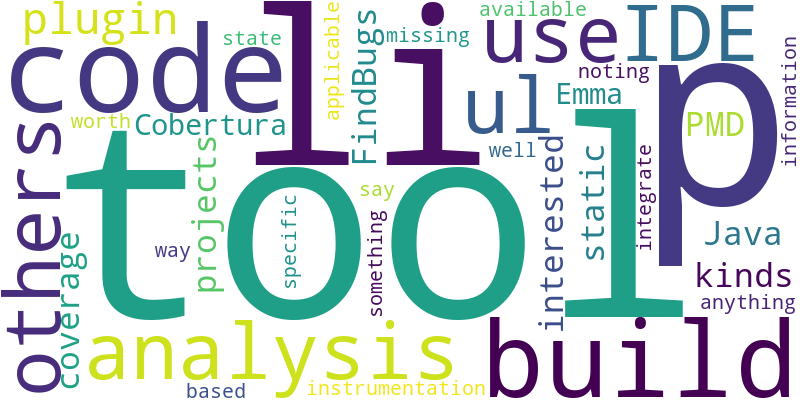 plugin
state
li
applicable
FindBugs
missing
available
use
IDE
code
noting
information
others
worth
Cobertura
ul
Emma
p
PMD
tool
well
coverage
projects
way
specific
say
something
interested
static
integrate
Java
kinds
anything
analysis
build
based
instrumentation